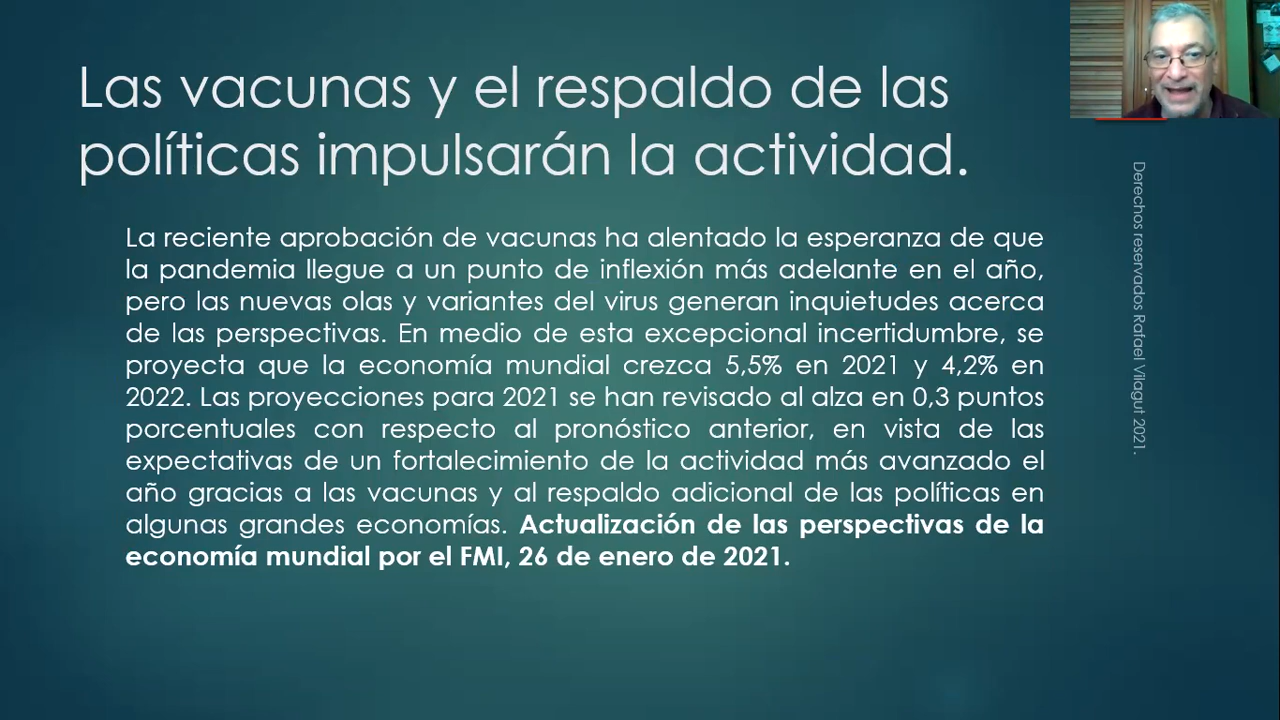 Las vacunas y el respaldo de las
políticas impulsarán la actividad.
La reciente aprobación de vacunas ha alentado la esperanza de que
la pandemia llegue a un punto de inflexión más adelante en el año,
pero las nuevas olas y variantes del virus generan inquietudes acerca
de las perspectivas. En medio de esta excepcional incertidumbre, se
proyecta que la economía mundial crezca 5,5% en 2021 y 4,2% en
2022. Las proyecciones para 2021 se han revisado al alza en 0,3 puntos
porcentuales con respecto al pronóstico anterior, en vista de las
expectativas de un fortalecimiento de la actividad más avanzado el
año gracias a las vacunas y al respaldo adicional de las políticas en
algunas grandes economías. Actualización de las perspectivas de la
economía mundial por el FMI, 26 de enero de 2021.
Derechos reservados Rafael Vilagut 2021.